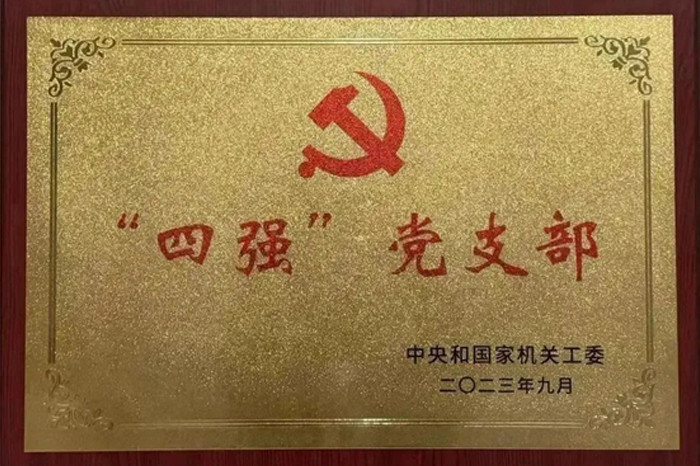 “四强”党支部
中央和国家机关工委
二〇二三年九月